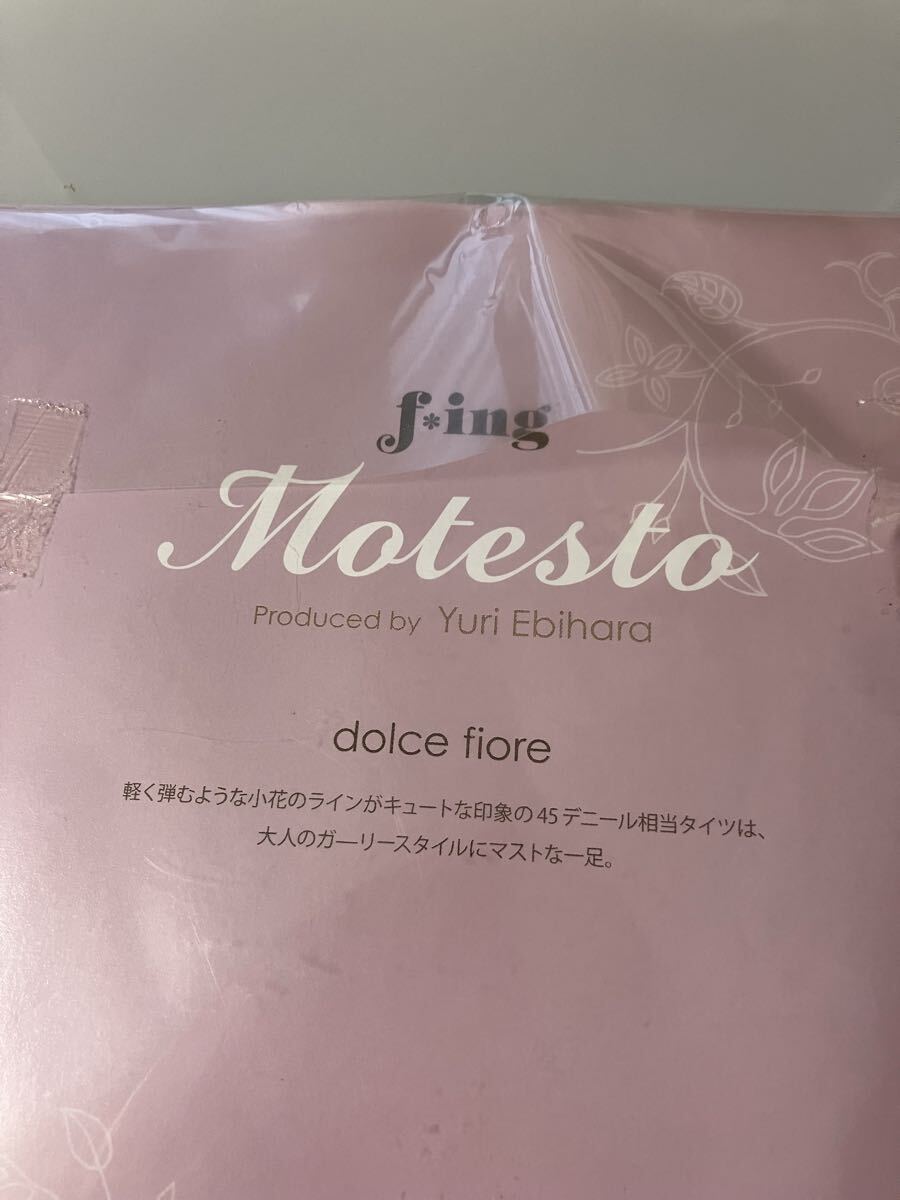 f*ing
Motesto
Produced by Yuri Ebihara
dolce fiore
軽く弾むような小花のラインがキュートな印象の45デニール相当タイツは、
大人のガーリースタイルにマストな一足。